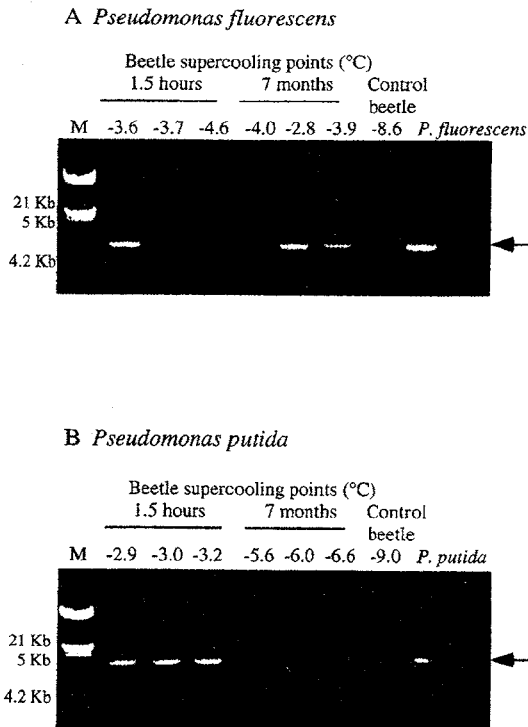 A Pseudomonas fluorescens
Beetle supercooling points (°C)
1.5 hours 7 months Control
beetle
M -3.6 -3.7 -4.6 -4.0 -2.8 -3.9 -8.6 P. fluorescens
21 Kb
5 Kb
4.2 Kb
B Pseudomonas putida
Beetle supercooling points (°C)
1.5 hours 7 months Control
beetle
M -2.9 -3.0 -3.2 -5.6 -6.0 -6.6 -9.0 P. putida
21 Kb
5 Kb
4.2 Kb